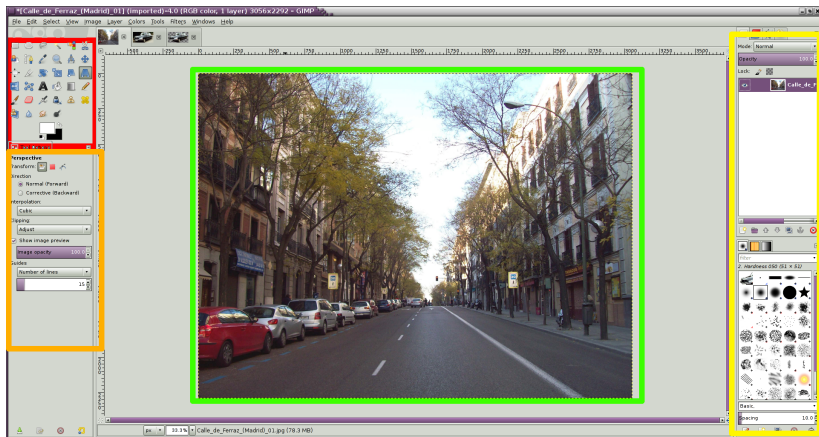 *[Calle_de_Ferraz_(Madrid)_01] (imported)-4.0 (RGB color, 1 layer) 3056x2292 – GIMP
File Edit Select View Image Layer Colors Tools Filters Windows Help
Mode: Normal
Opacity 100.0
Lock:
Calle_de_F
Perspective
Transform:
Direction
Normal (Forward)
Corrective (Backward)
Interpolation:
Cubic
Clipping:
Adjust
Show image preview
Image opacity 100.0
Guides
Number of lines
15
Filter
2. Hardness 050 (51 × 51)
Basic
Spacing 10.0
px 33.3% Calle_de_Ferraz_(Madrid)_01.jpg (78.3 MB)